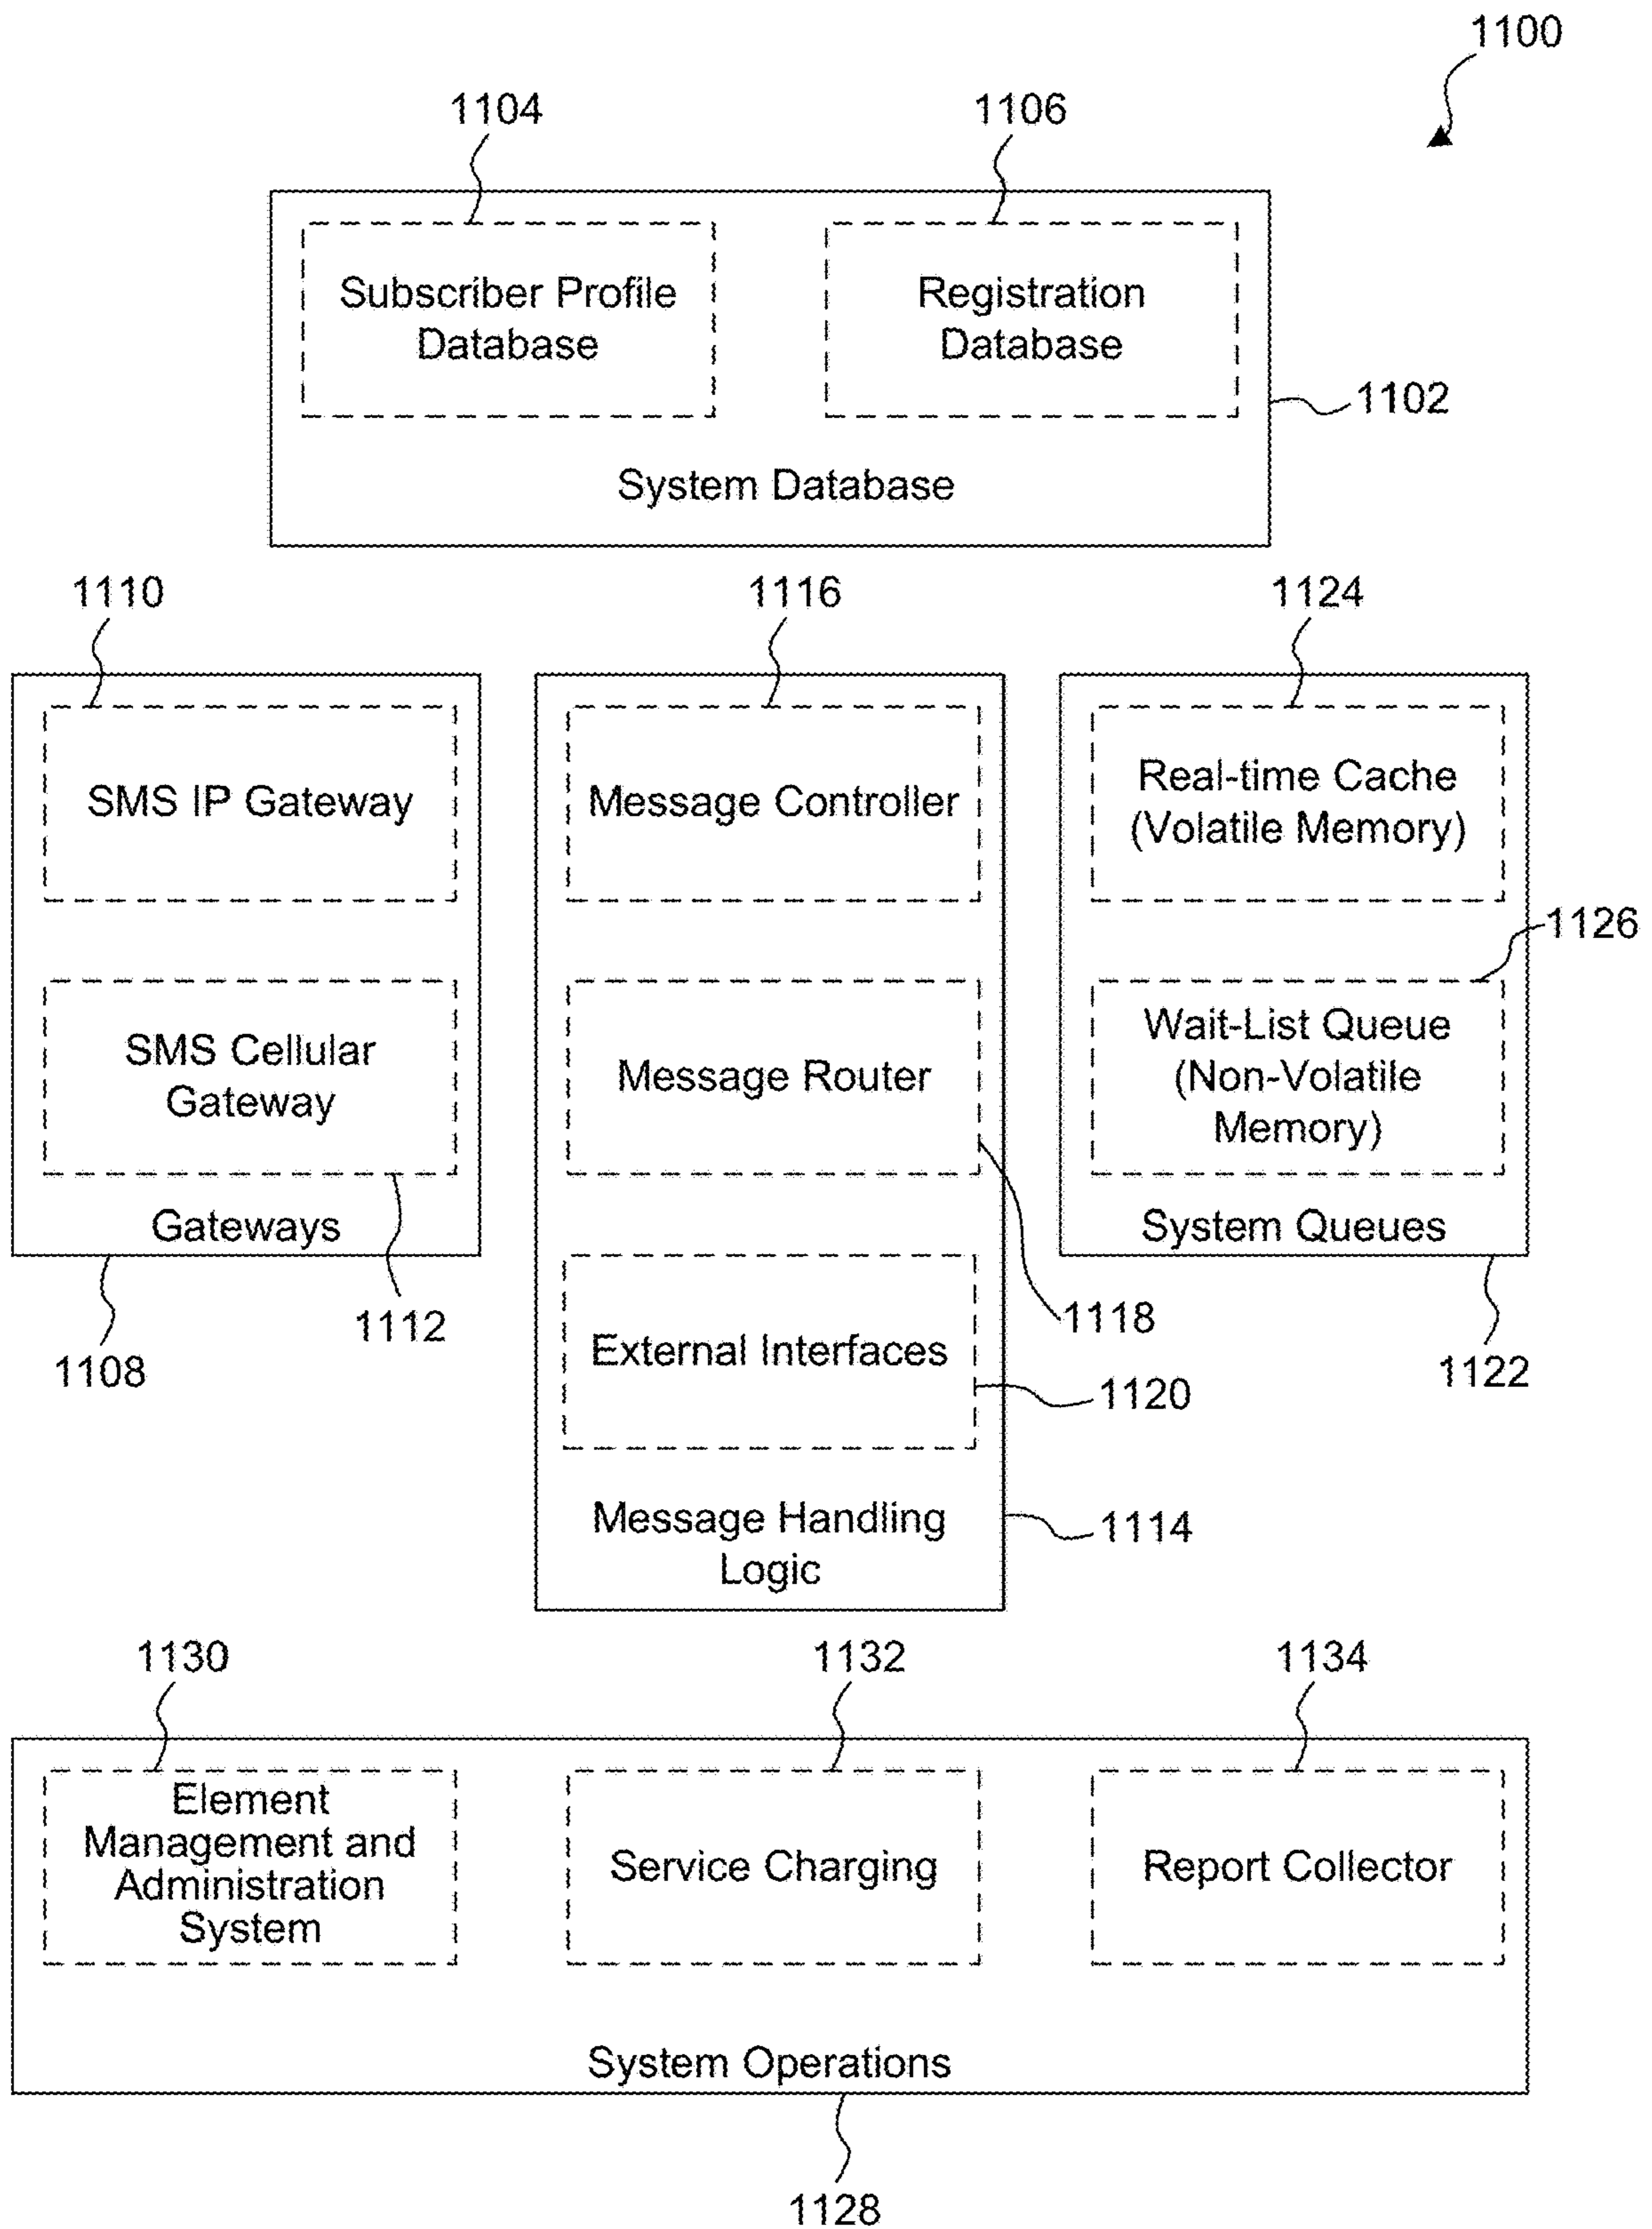 1100
1104
1106
Subscriber Profile
Database
Registration
Database
1102
System Database
1110
1116
1124
SMS IP Gateway
Message Controller
Real-time Cache
(Volatile Memory)
1126
SMS Cellular
Gateway
Message Router
Wait-List Queue
(Non-Volatile
Memory)
Gateways
System Queues
1112
1118
1108
External Interfaces
1120
1122
Message Handling
Logic
1114
1130
1132
1134
Element
Management and
Administration
System
Service Charging
Report Collector
System Operations
1128